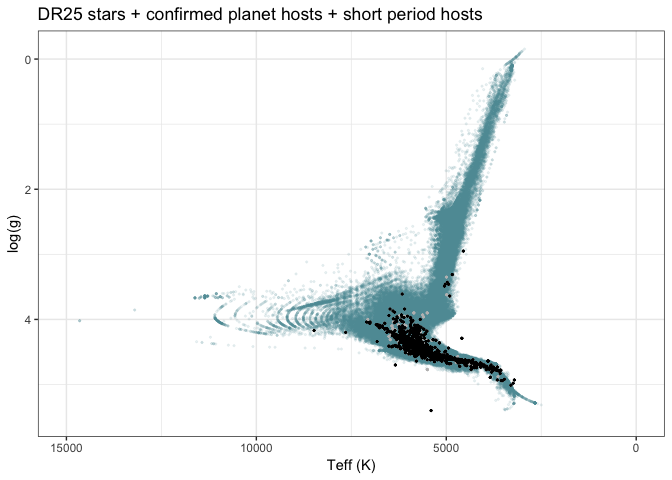 DR25 stars + confirmed planet hosts + short period hosts
0
2
4
log(g)
15000 10000 5000 0
Teff (K)